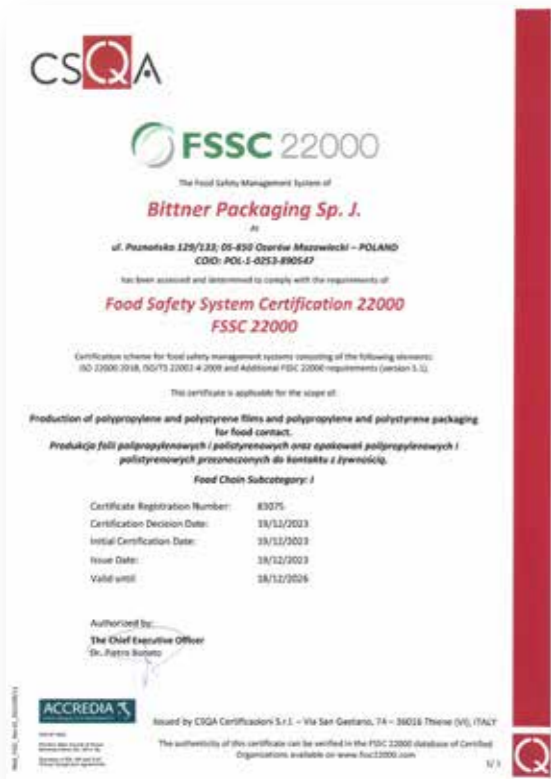 CSQA
FSSC 22000
The Food Safety Management System of
Bittner Packaging Sp. J.
At
ul. Poznańska 129/133; 05-850 Ozarów Mazowiecki – POLAND
COID: POL-1-0253-890547
has been assessed and determined to comply with the requirements of
Food Safety System Certification 22000
FSSC 22000
Certification scheme for food safety management systems consisting of the following elements:
ISO 22000:2018, ISO/TS 22002-4:2009 and Additional FSSC 22000 requirements (version 5.1).
This certificate is applicable for the scope of:
Production of polypropylene and polystyrene films and polypropylene and polystyrene packaging
for food contact.
Produkcja folii polipropylenowych i polistyrenowych oraz opakowań polipropylenowych i
polistyrenowych przeznaczonych do kontaktu z żywnością.
Food Chain Subcategory: I
Certificate Registration Number: 83075
Certification Decision Date: 19/12/2023
Initial Certification Date: 19/12/2023
Issue Date: 19/12/2023
Valid until: 18/12/2026
Authorized by:
The Chief Executive Officer
Dr. Pietro Bonato
ACCREDIA
Issued by CSQA Certificazioni S.r.l. – Via San Gaetano, 74 – 36016 Thiene (VI), ITALY
The authenticity of this certificate can be verified in the FSSC 22000 database of Certified
Organizations available on www.fssc22000.com
1/1